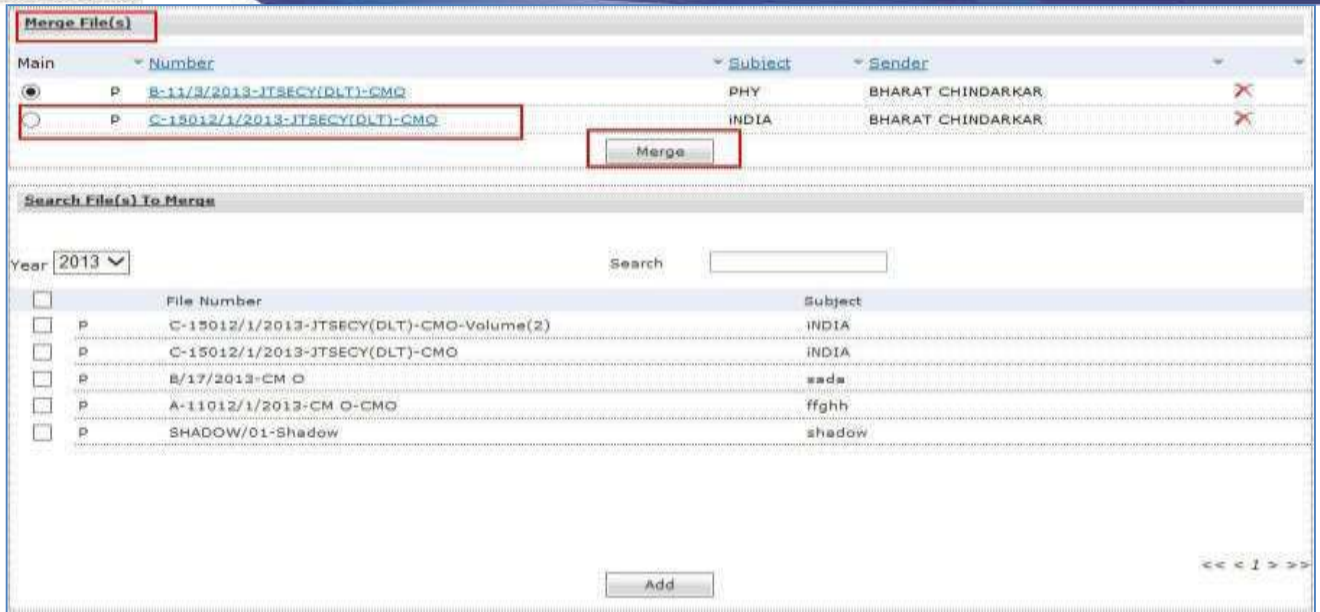 Merge File(s)
Main Number Subject Sender
P B-11/3/2013-JTSECY(DLT)-CMO PHY BHARAT CHINDARKAR
P C-15012/1/2013-JTSECY(DLT)-CMO iNDIA BHARAT CHINDARKAR
Merge
Search File(s) To Merge
Year 2013 Search
File Number Subject
P C-15012/1/2013-JTSECY(DLT)-CMO-Volume(2) iNDIA
P C-15012/1/2013-JTSECY(DLT)-CMO iNDIA
P B/17/2013-CM O sada
P A-11012/1/2013-CM O-CMO ffghh
P SHADOW/01-Shadow shadow
<< < 1 > >>
Add